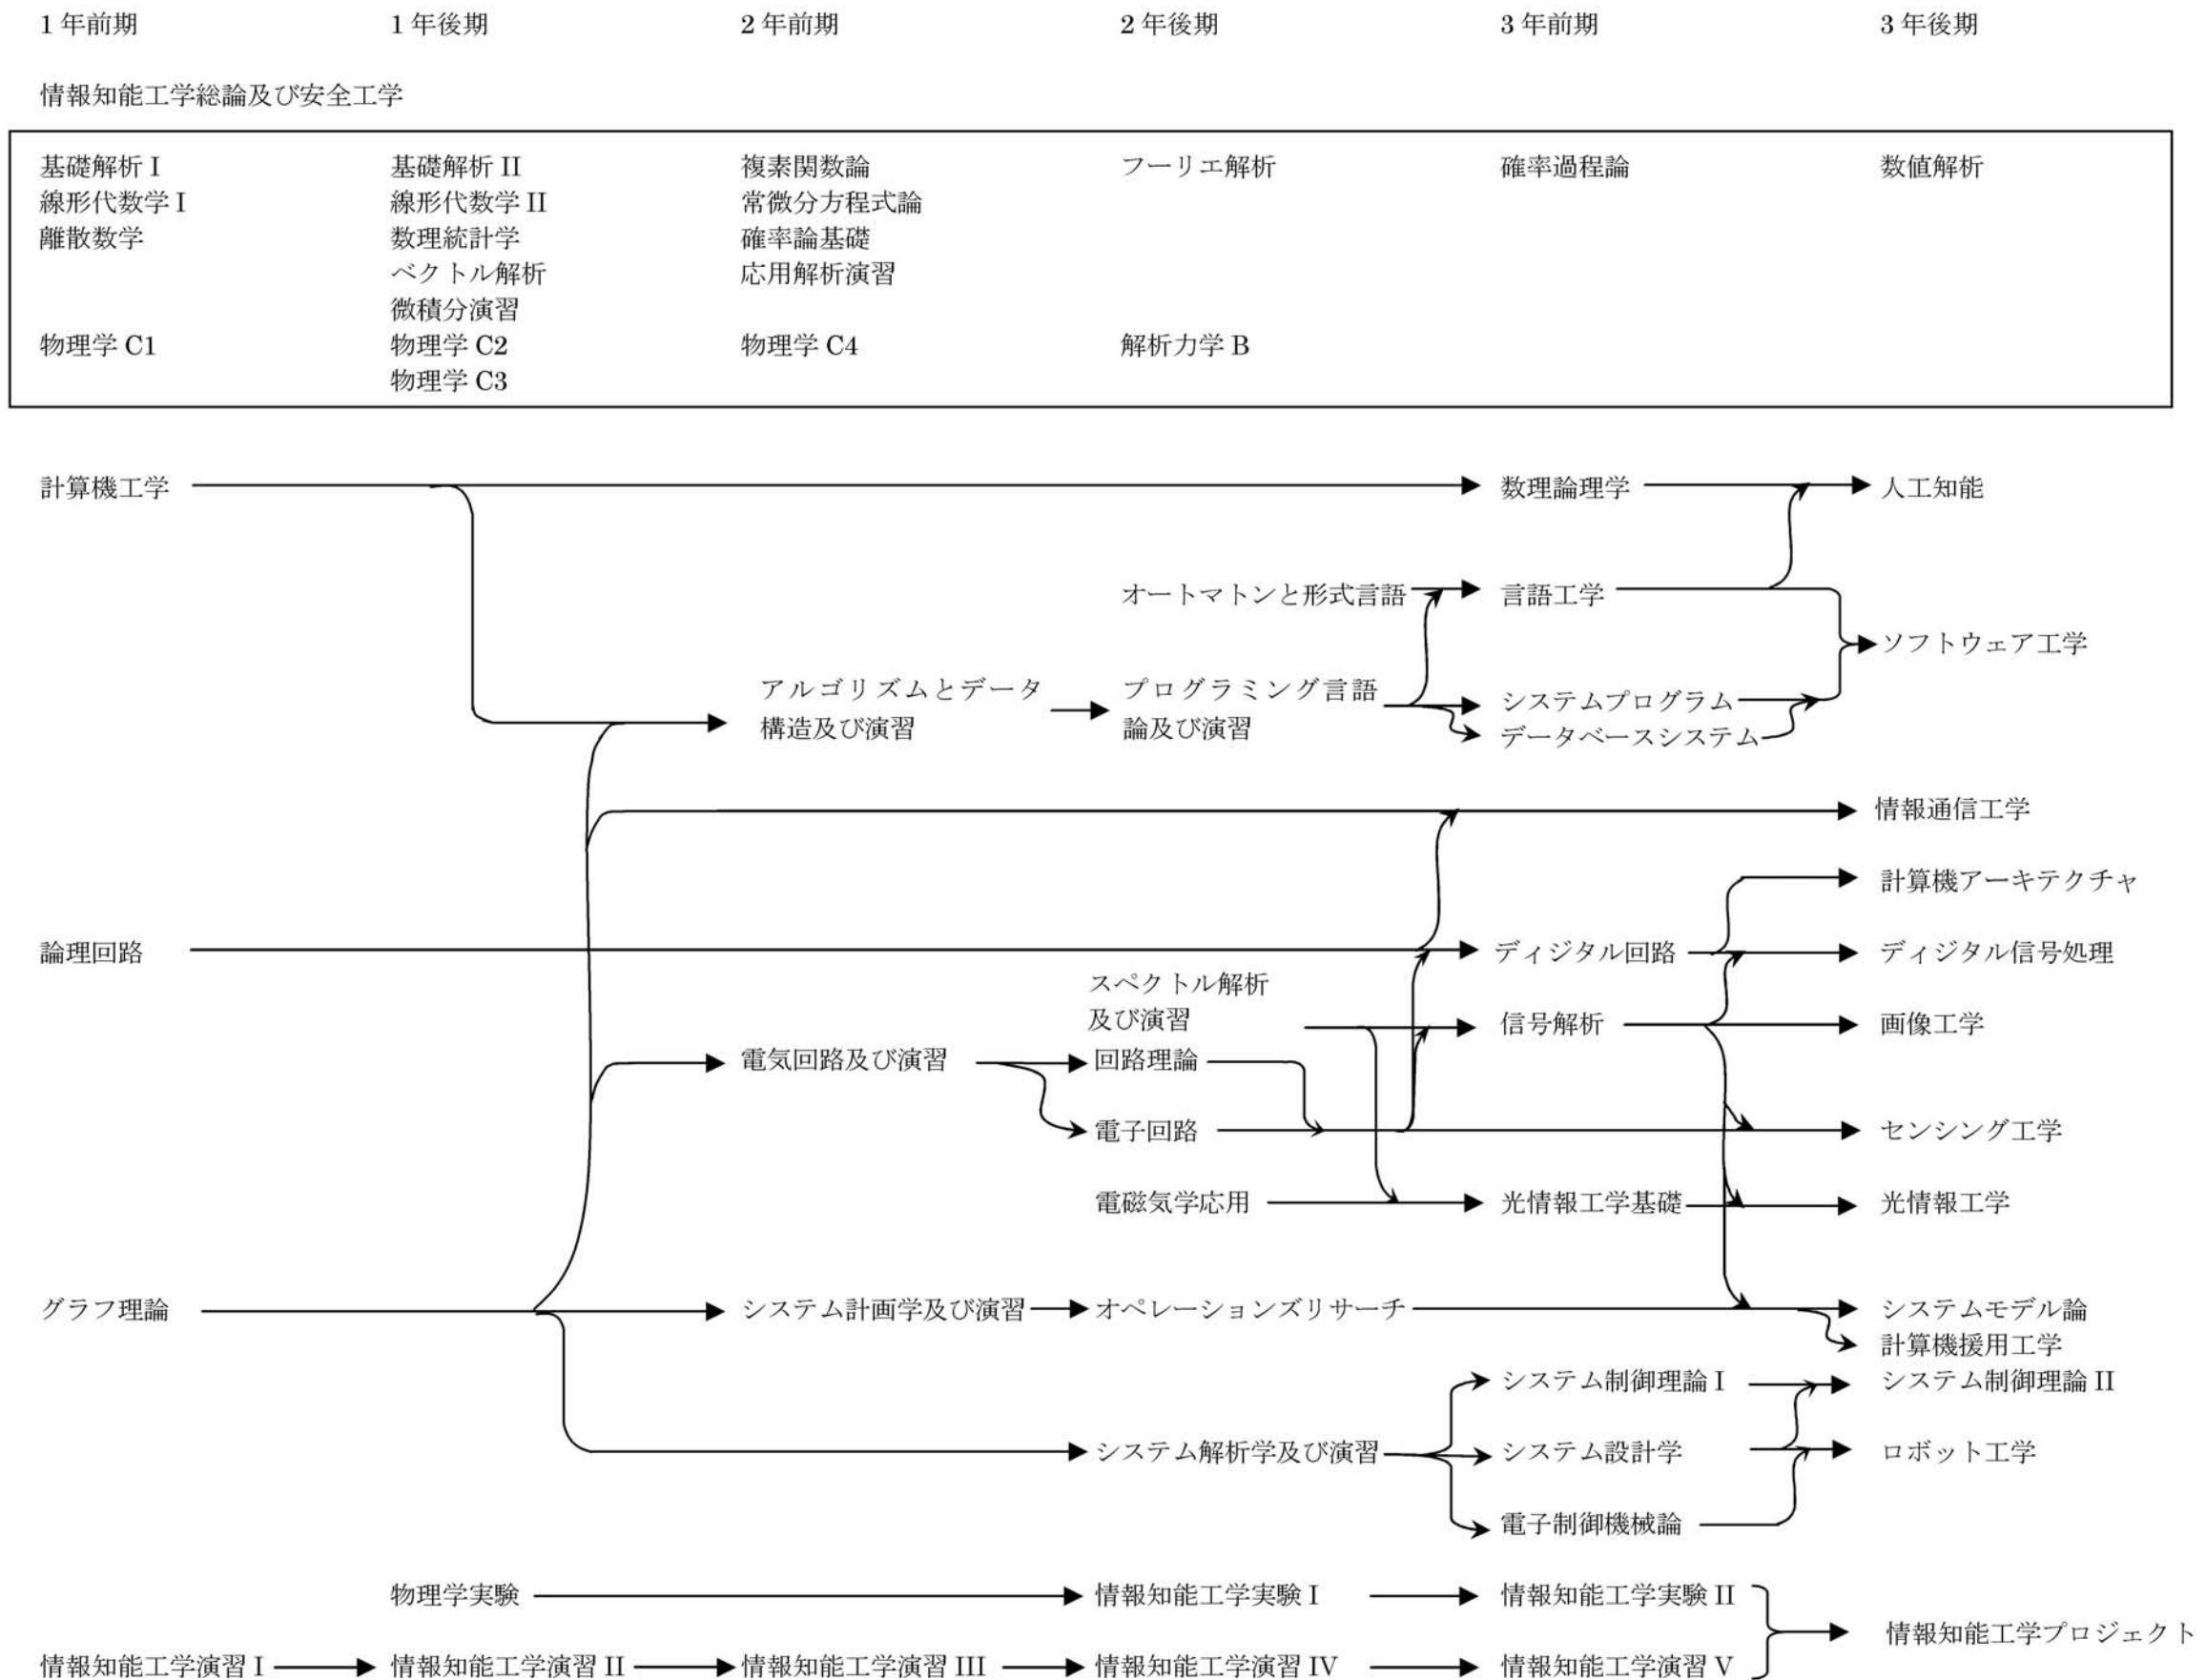 1 年前期 1 年後期 2 年前期 2 年後期 3 年前期 3 年後期
情報知能工学総論及び安全工学
基礎解析 I 基礎解析 II 複素関数論 フーリエ解析 確率過程論 数値解析
線形代数学 I 線形代数学 II 常微分方程式論
離散数学 数理統計学 確率論基礎
ベクトル解析 応用解析演習
微積分演習
物理学 C1 物理学 C2 物理学 C4 解析力学 B
物理学 C3
計算機工学 数理論理学 人工知能
オートマトンと形式言語 言語工学
ソフトウェア工学
アルゴリズムとデータ プログラミング言語 システムプログラム
構造及び演習 論及び演習 データベースシステム
情報通信工学
計算機アーキテクチャ
論理回路 ディジタル回路 ディジタル信号処理
スペクトル解析
及び演習 信号解析 画像工学
電気回路及び演習 回路理論
電子回路 センシング工学
電磁気学応用 光情報工学基礎 光情報工学
グラフ理論 システム計画学及び演習 オペレーションズリサーチ システムモデル論
計算機援用工学
システム制御理論 I システム制御理論 II
システム解析学及び演習 システム設計学 ロボット工学
電子制御機械論
物理学実験 情報知能工学実験 I 情報知能工学実験 II
情報知能工学プロジェクト
情報知能工学演習 I 情報知能工学演習 II 情報知能工学演習 III 情報知能工学演習 IV 情報知能工学演習 V